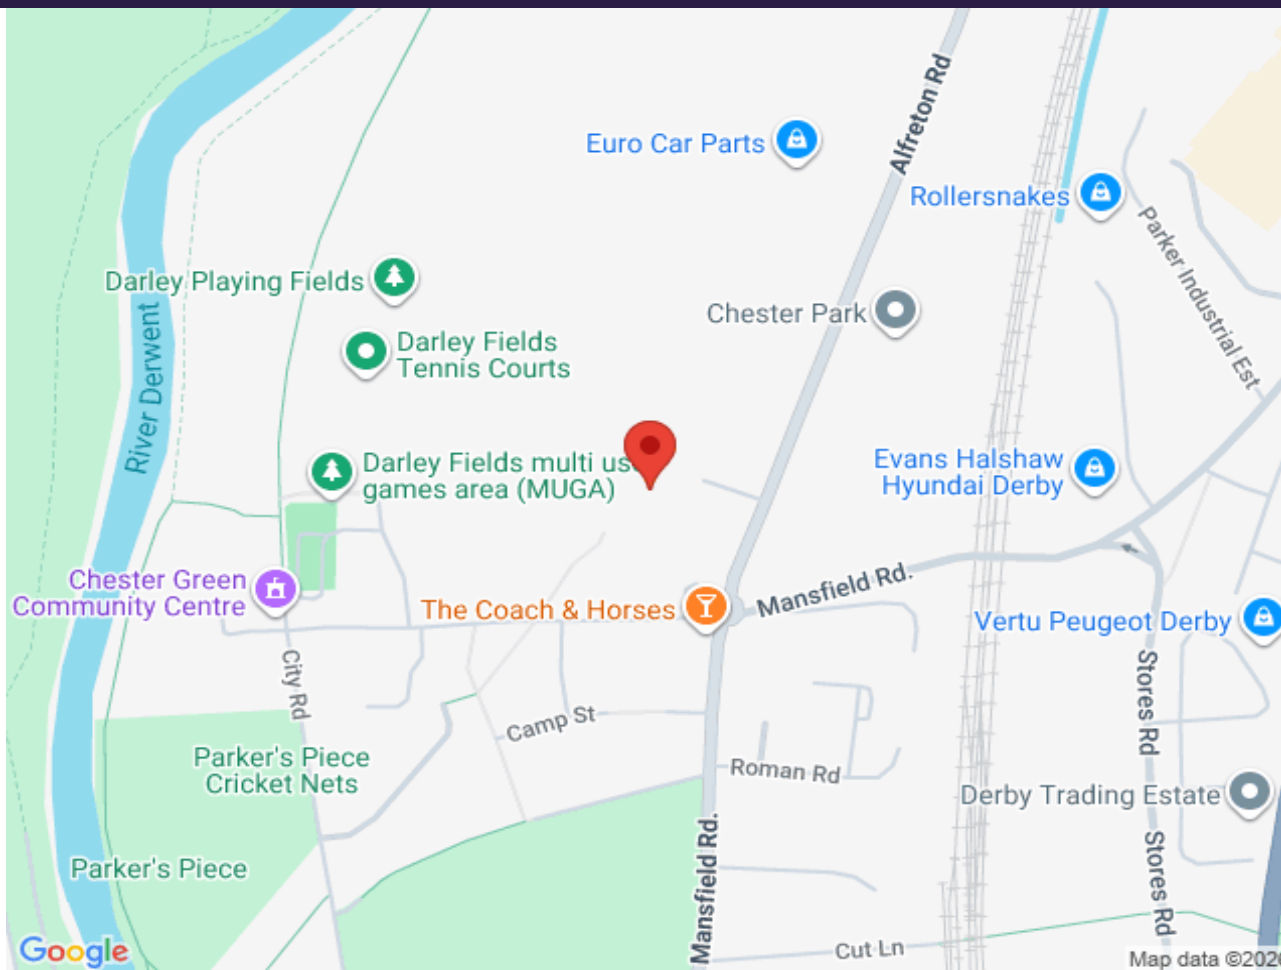 Alfreton Rd
Euro Car Parts
Rollersnakes
Parker Industrial Est
Darley Playing Fields
River Derwent
Chester Park
Darley Fields
Tennis Courts
Darley Fields multi us
games area (MUGA)
Evans Halshaw
Hyundai Derby
Chester Green
Community Centre
The Coach & Horses
Mansfield Rd.
Vertu Peugeot Derby
City Rd
Stores Rd
Camp St
Parker's Piece
Cricket Nets
Roman Rd
Derby Trading Estate
Parker's Piece
Mansfield Rd.
Stores Rd
Google
Cut Ln
Map data ©202